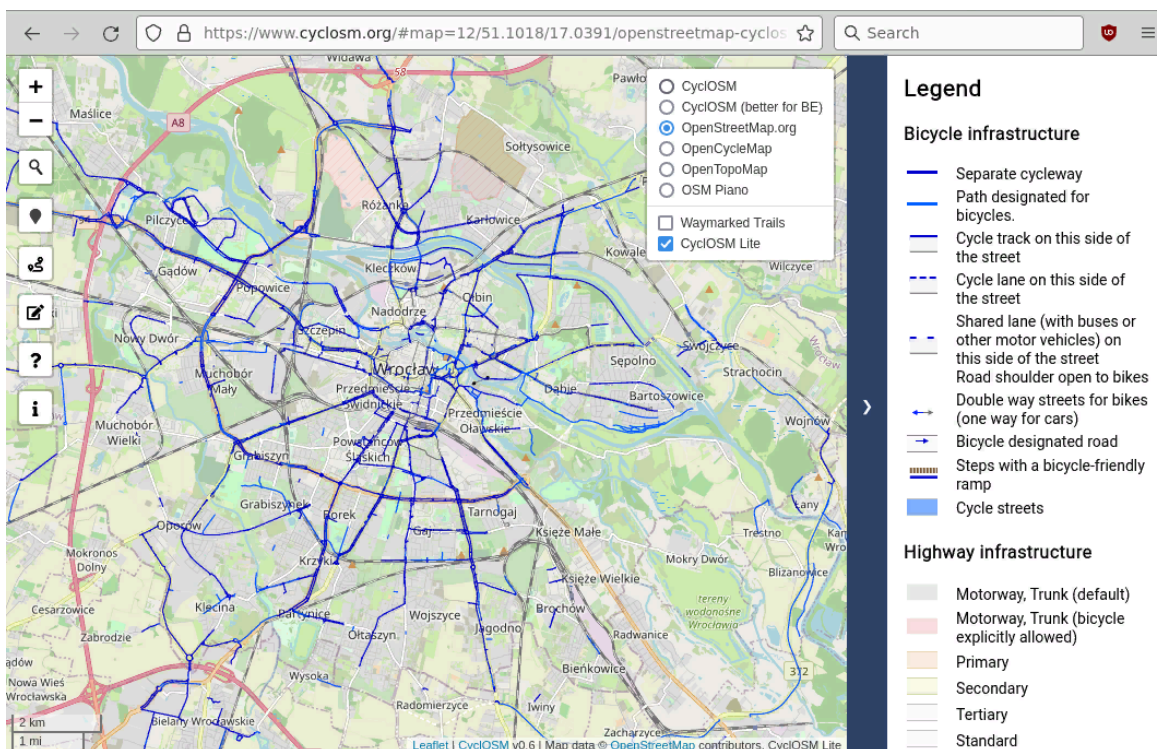 https://www.cyclosm.org/#map=12/51.1018/17.0391/openstreetmap-cyclos
Search
+
−
?
i
Widawa
58
Pawło
Maślice
A8
Sołtysowice
Różanka
Karłowice
Pilczyce
94
Kowale
Wilczyce
Gądów
Kleczków
Popowice
Ołbin
Nadodrze
Szczepin
Nowy Dwór
Swojczyce
Sępolno
Strachocin
Wrocław
Muchobór
Mały
Przedmieście
Świdnickie
Dąbie
Bartoszowice
Przedmieście
Oławskie
Wojnów
Muchobór
Wielki
Powstańców
Śląskich
Grabiszyn
Grabiszynek
Borek
Tarnogaj
Łany
Oporów
Gaj
Księże Małe
Trestno
Mokronos
Dolny
Krzyki
Mokry Dwór
Blizanowice
Księże Wielkie
Cesarzowice
Klecina
Partynice
Wojszyce
Brochów
tereny
wodonośne
Wrocławia
Zabrodzie
Ołtaszyn
Jagodno
Radwanice
Bieńkowice
372
Nowa Wieś
Wrocławska
Wysoka
Radomierzyce
Iwiny
Bielany Wrocławskie
Zacharzyce
2 km
1 mi
Leaflet | CyclOSM v0.6 | Map data © OpenStreetMap contributors, CyclOSM Lite
CyclOSM
CyclOSM (better for BE)
OpenStreetMap.org
OpenCycleMap
OpenTopoMap
OSM Piano
Waymarked Trails
CyclOSM Lite
Legend
Bicycle infrastructure
Separate cycleway
Path designated for
bicycles.
Cycle track on this side of
the street
Cycle lane on this side of
the street
Shared lane (with buses or
other motor vehicles) on
this side of the street
Road shoulder open to bikes
Double way streets for bikes
(one way for cars)
Bicycle designated road
Steps with a bicycle-friendly
ramp
Cycle streets
Highway infrastructure
Motorway, Trunk (default)
Motorway, Trunk (bicycle
explicitly allowed)
Primary
Secondary
Tertiary
Standard